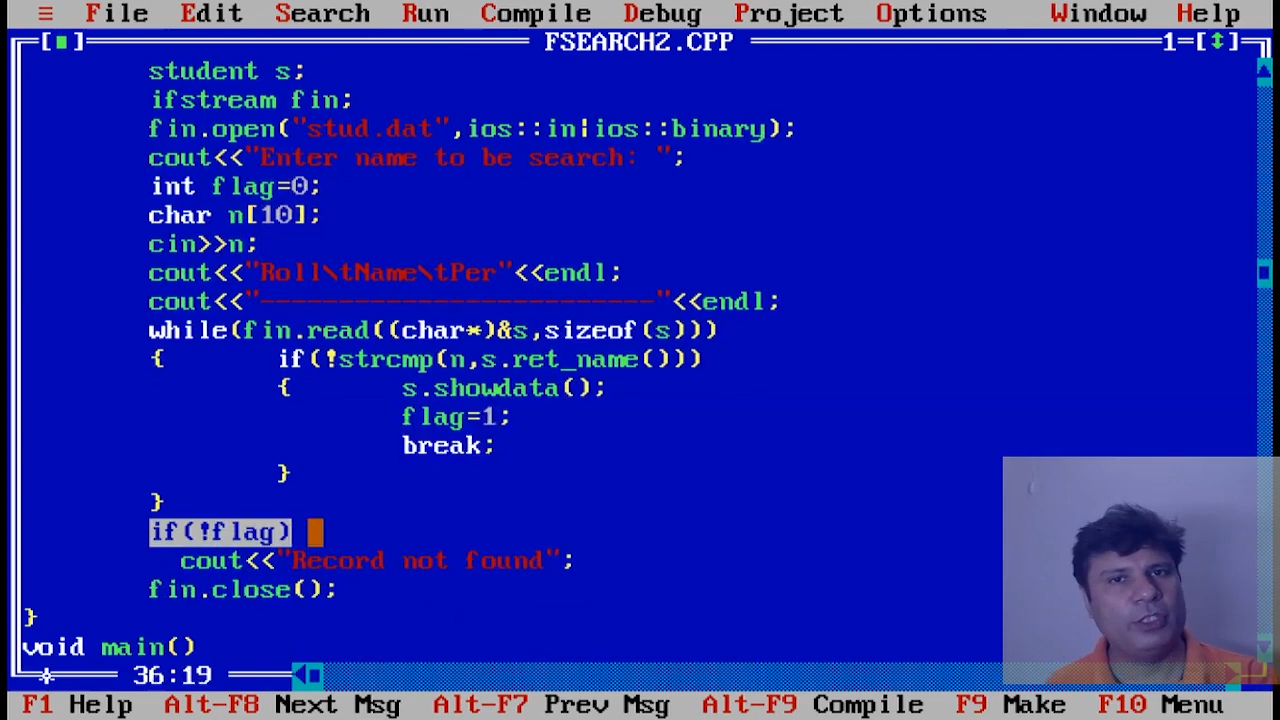 ≡ File Edit Search Run Compile Debug Project Options Window Help
[■] FSEARCH2.CPP 1=[↕]
student s;
ifstream fin;
fin.open("stud.dat",ios::in|ios::binary);
cout<<"Enter name to be search: ";
int flag=0;
char n[10];
cin>>n;
cout<<"Roll\tName\tPer"<<endl;
cout<<"-------------------------"<<endl;
while(fin.read((char*)&s,sizeof(s)))
{ if(!strcmp(n,s.ret_name()))
{ s.showdata();
flag=1;
break;
}
}
if(!flag)
cout<<"Record not found";
fin.close();
}
void main()
36:19
F1 Help Alt-F8 Next Msg Alt-F7 Prev Msg Alt-F9 Compile F9 Make F10 Menu